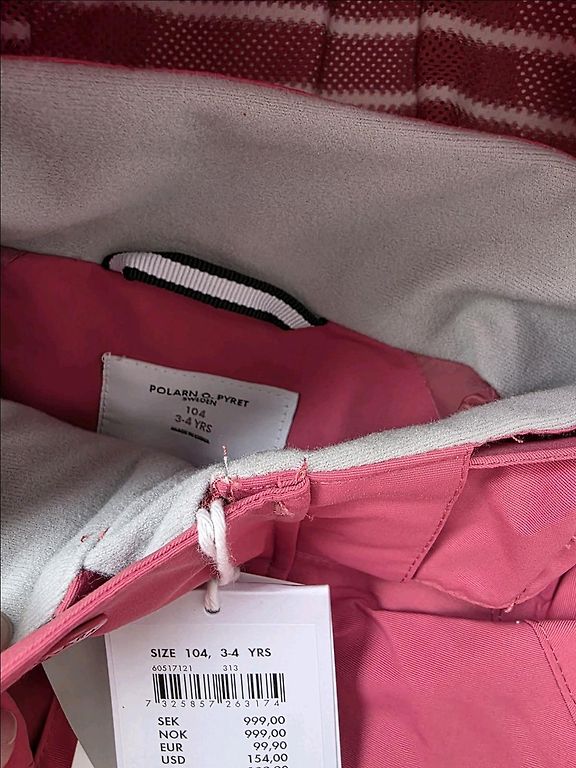 POLARN O. PYRET
SWEDEN
104
3-4 YRS
MADE IN CHINA
SIZE 104, 3-4 YRS
60517121 313
7 325857 263174
SEK 999,00
NOK 999,00
EUR 99,90
USD 154,00